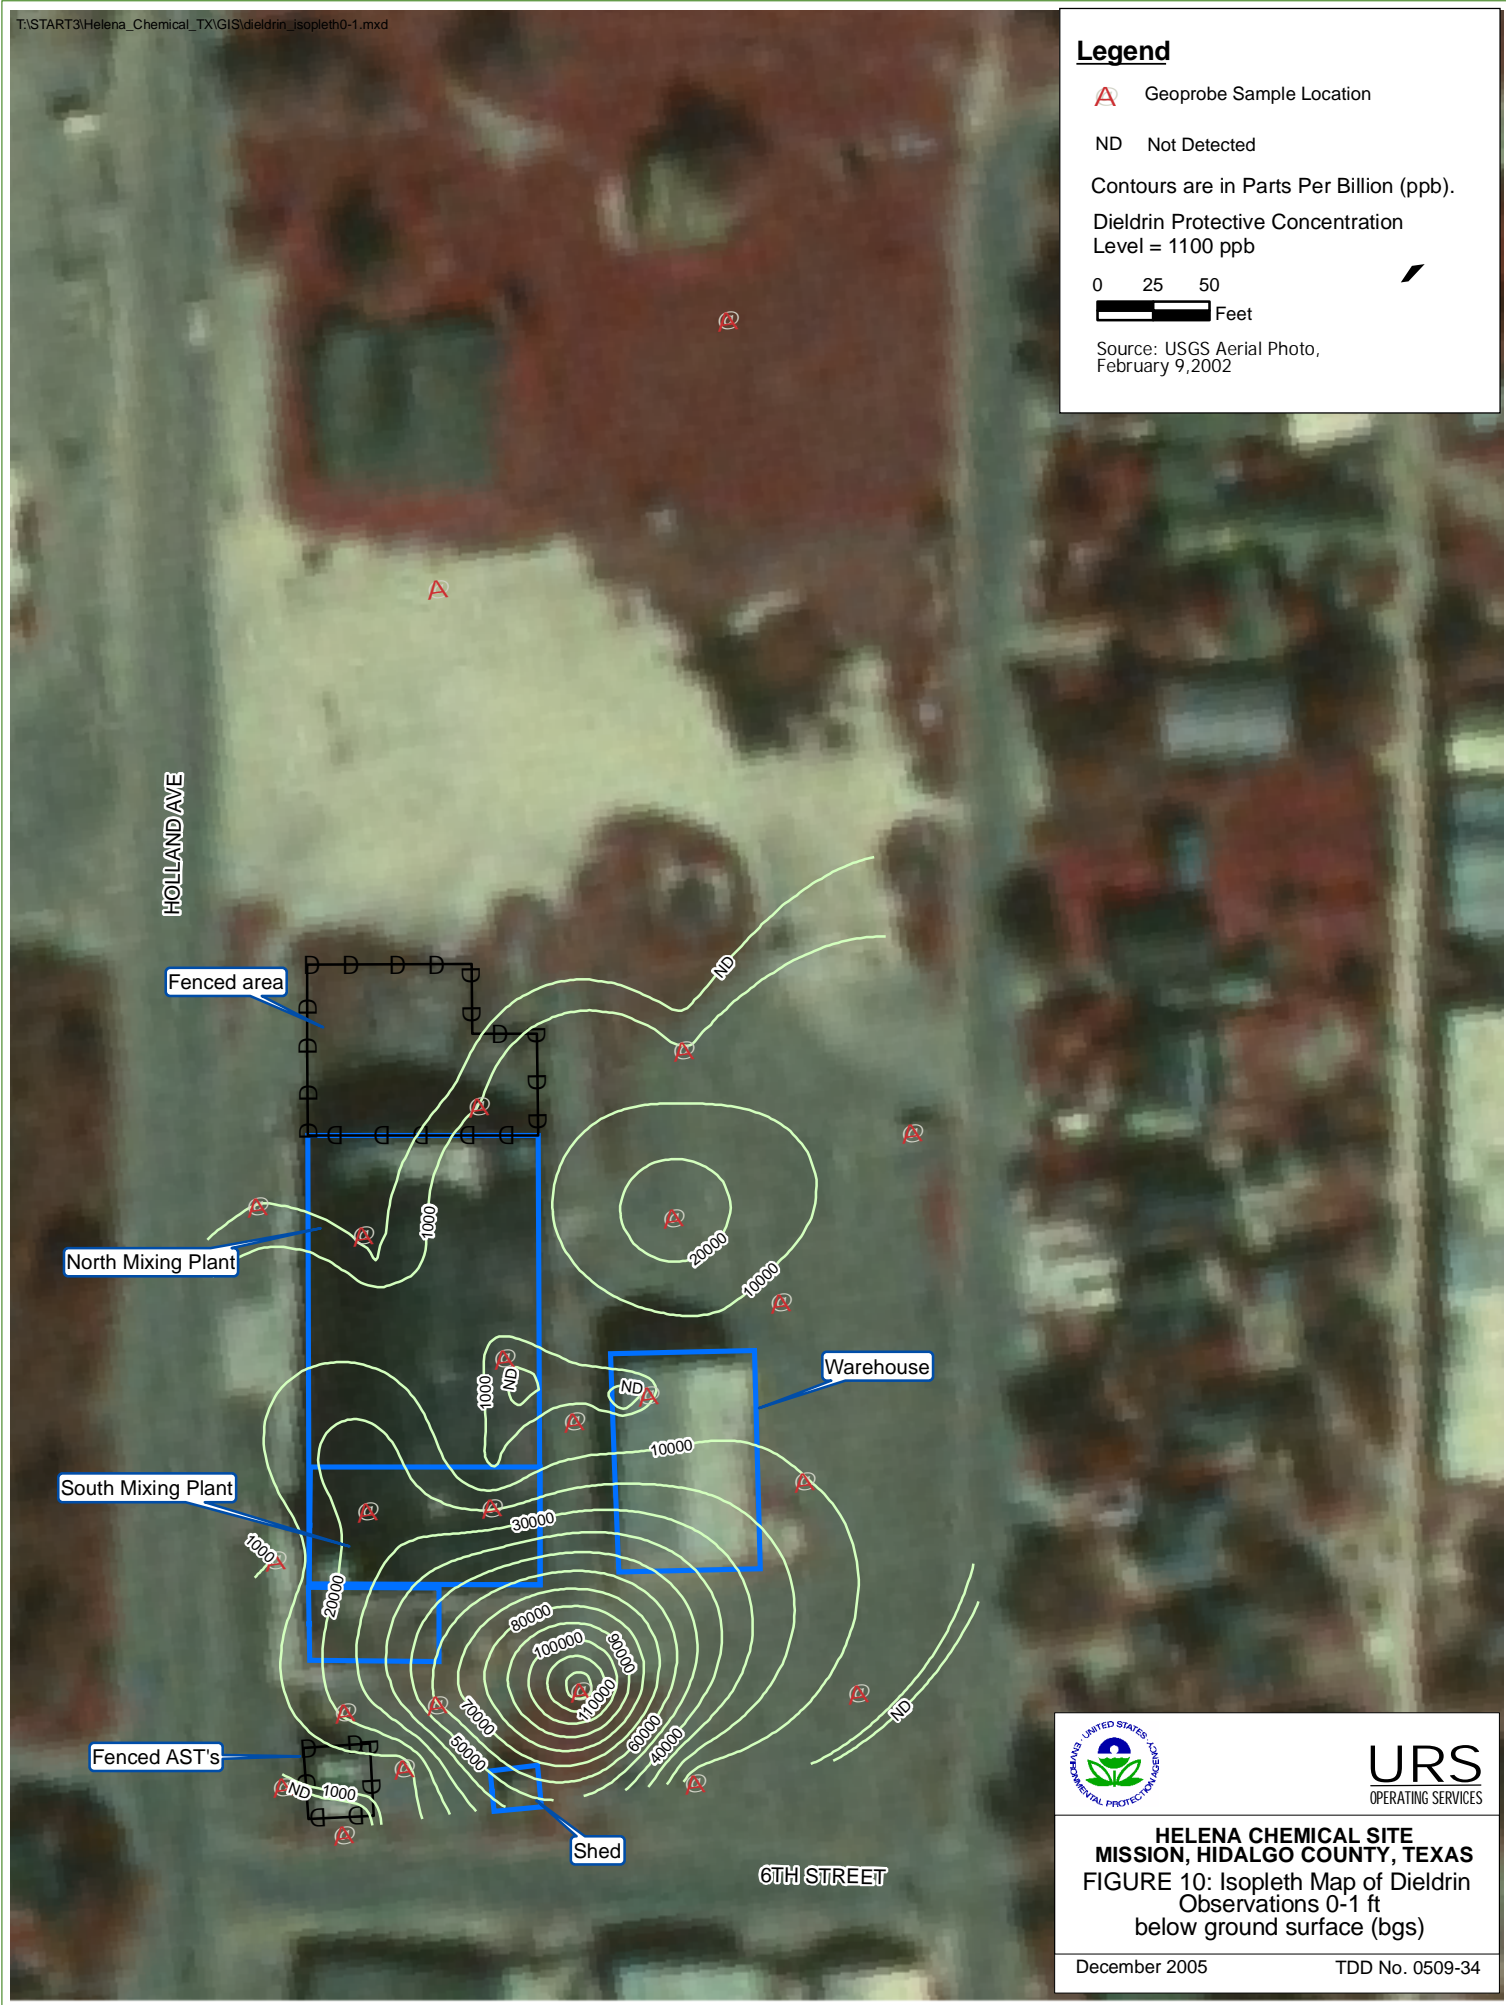 T:\START3\Helena_Chemical_TX\GIS\dieldrin_isopleth0-1.mxd
Legend
A Geoprobe Sample Location
ND Not Detected
Contours are in Parts Per Billion (ppb).
Dieldrin Protective Concentration
Level = 1100 ppb
0 25 50
Feet
Source: USGS Aerial Photo,
February 9,2002
HOLLAND AVE
Fenced area
ND
1000
North Mixing Plant
20000
10000
Warehouse
ND
1000
ND
10000
South Mixing Plant
30000
1000
20000
80000
100000
90000
110000
70000
50000
60000
40000
ND
Fenced AST's
ND
1000
Shed
6TH STREET
UNITED STATES
ENVIRONMENTAL PROTECTION AGENCY
URS
OPERATING SERVICES
HELENA CHEMICAL SITE
MISSION, HIDALGO COUNTY, TEXAS
FIGURE 10: Isopleth Map of Dieldrin
Observations 0-1 ft
below ground surface (bgs)
December 2005 TDD No. 0509-34